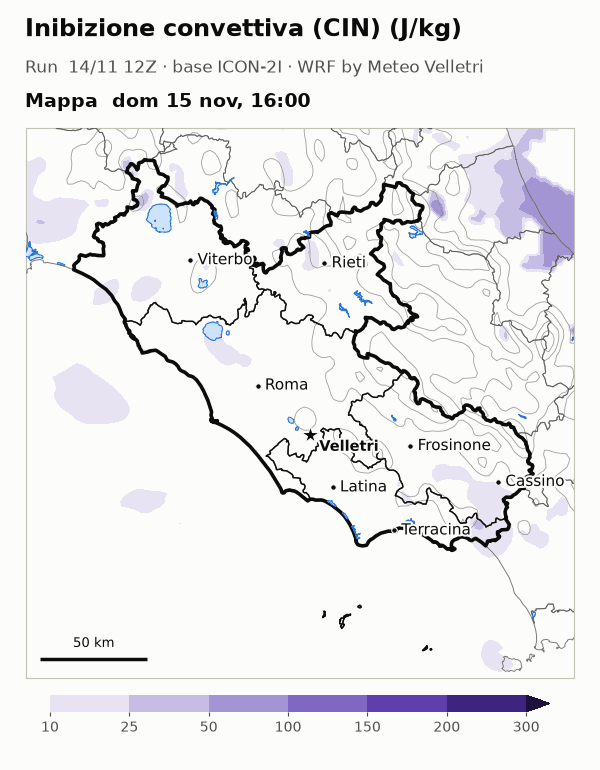 Inibizione convettiva (CIN) (J/kg)
Run 14/11 12Z · base ICON-2I · WRF by Meteo Velletri
Mappa dom 15 nov, 16:00
Viterbo
Rieti
Roma
Velletri
Frosinone
Latina
Cassino
Terracina
50 km
10 25 50 100 150 200 300